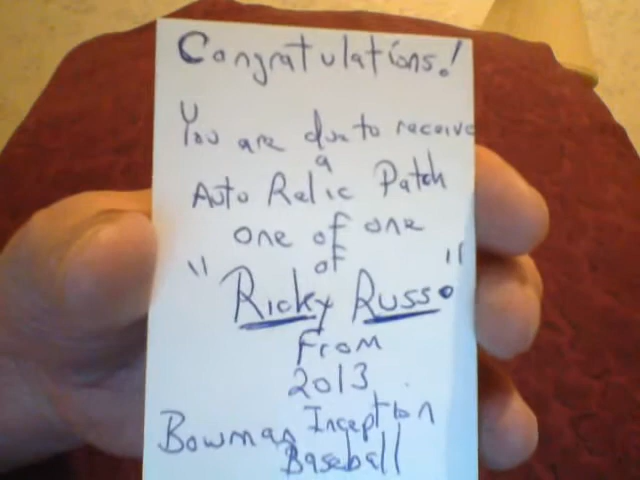 Congratulations!
You are due to receive
a
Auto Relic Patch
one of one
of
"Ricky Russo"
From
2013
Bowman Inception
Baseball